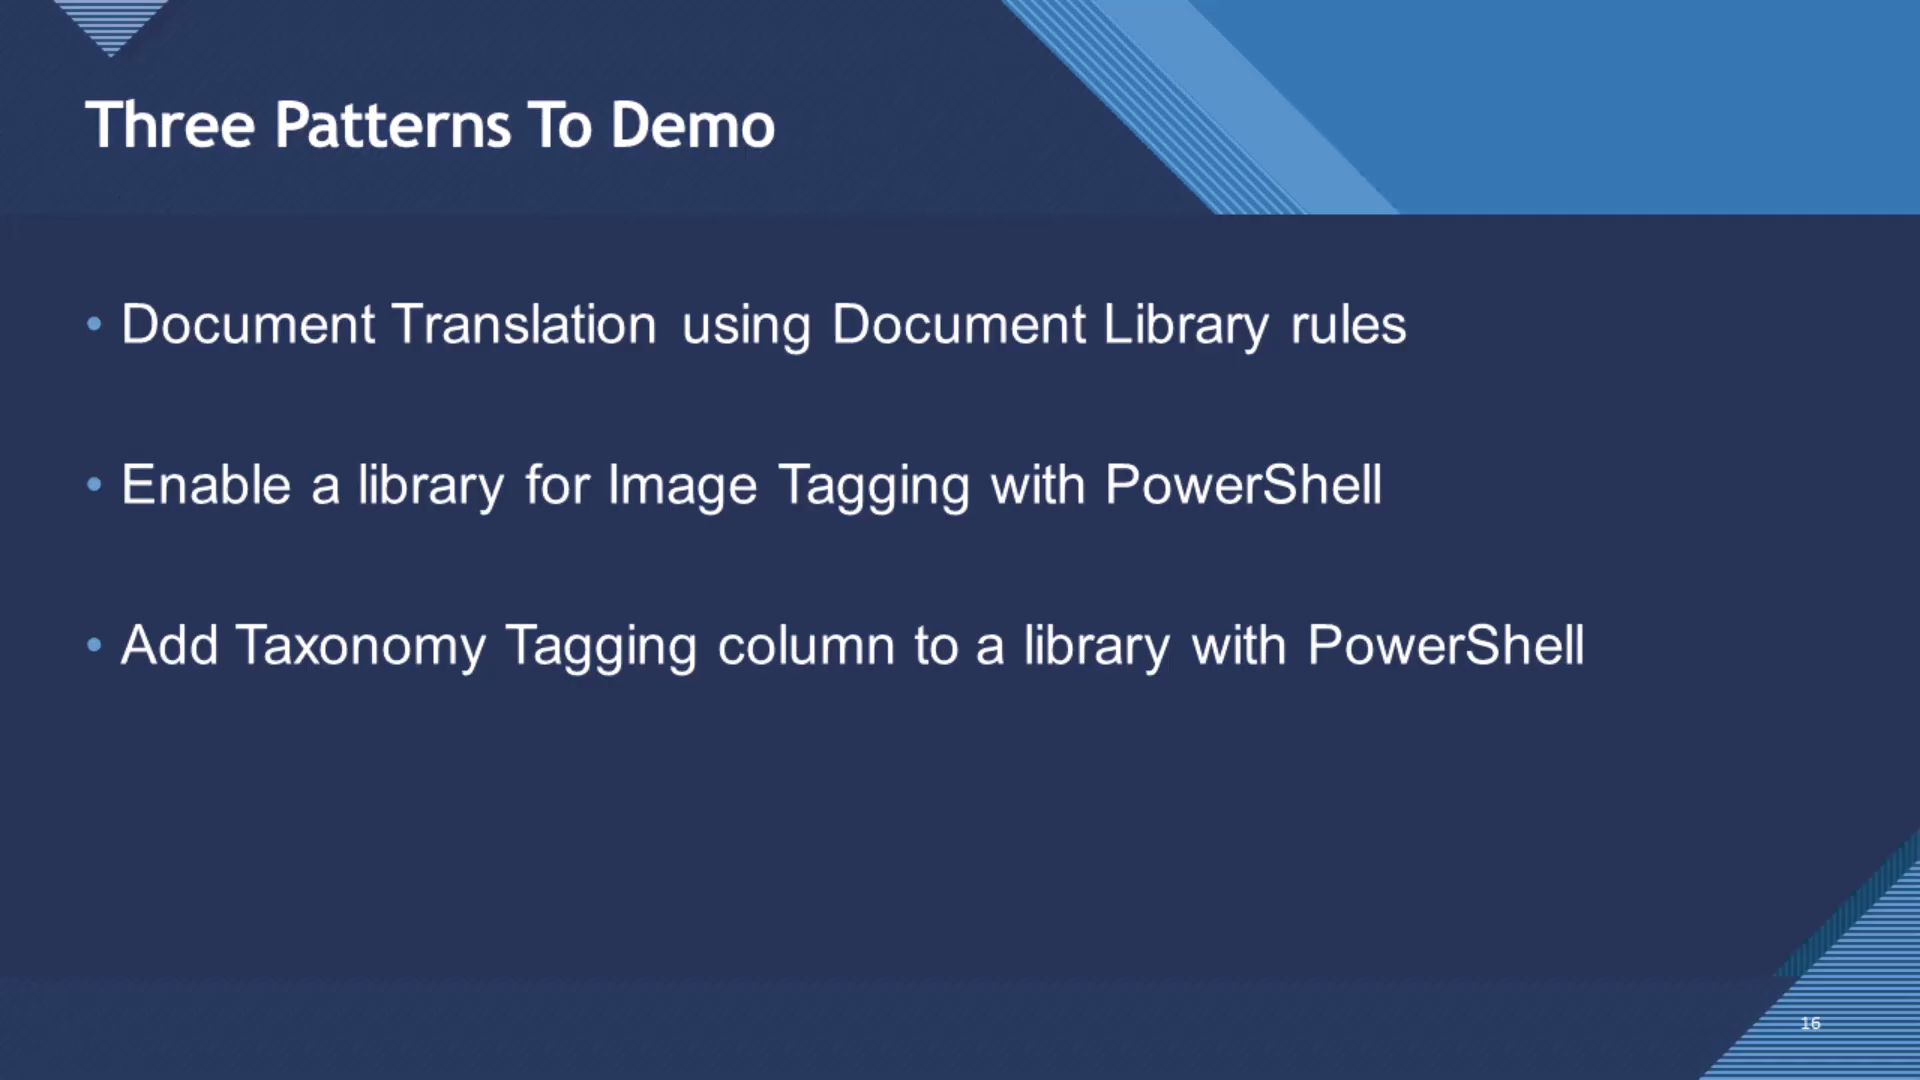 Three Patterns To Demo
• Document Translation using Document Library rules
• Enable a library for Image Tagging with PowerShell
• Add Taxonomy Tagging column to a library with PowerShell
16